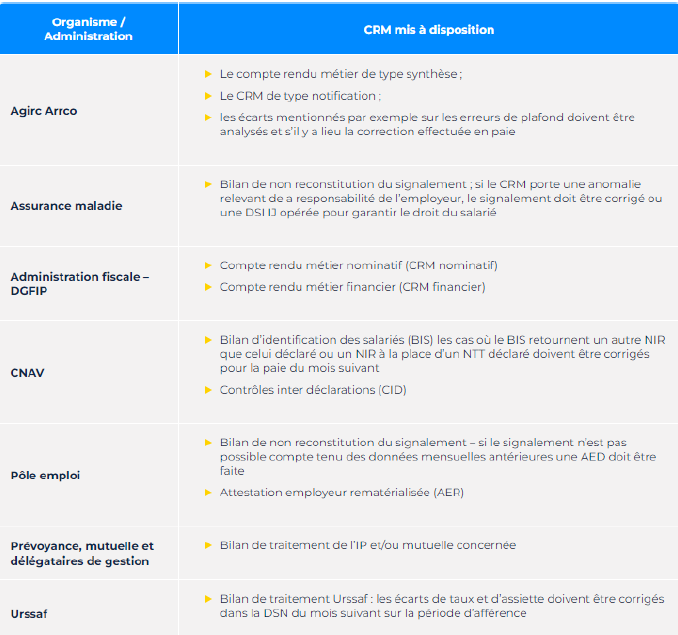 Organisme /
Administration
CRM mis à disposition
Agirc Arrco
Le compte rendu métier de type synthèse ;
Le CRM de type notification ;
les écarts mentionnés par exemple sur les erreurs de plafond doivent être
analysés et s’il y a lieu la correction effectuée en paie
Assurance maladie
Bilan de non reconstitution du signalement ; si le CRM porte une anomalie
relevant de a responsabilité de l’employeur, le signalement doit être corrigé ou
une DSI IJ opérée pour garantir le droit du salarié
Administration fiscale –
DGFIP
Compte rendu métier nominatif (CRM nominatif)
Compte rendu métier financier (CRM financier)
CNAV
Bilan d’identification des salariés (BIS) les cas où le BIS retournent un autre NIR
que celui déclaré ou un NIR à la place d’un NTT déclaré doivent être corrigés
pour la paie du mois suivant
Contrôles inter déclarations (CID)
Pôle emploi
Bilan de non reconstitution du signalement – si le signalement n’est pas
possible compte tenu des données mensuelles antérieures une AED doit être
faite
Attestation employeur rematérialisée (AER)
Prévoyance, mutuelle et
délégataires de gestion
Bilan de traitement de l’IP et/ou mutuelle concernée
Urssaf
Bilan de traitement Urssaf : les écarts de taux et d’assiette doivent être corrigés
dans la DSN du mois suivant sur la période d’afférence